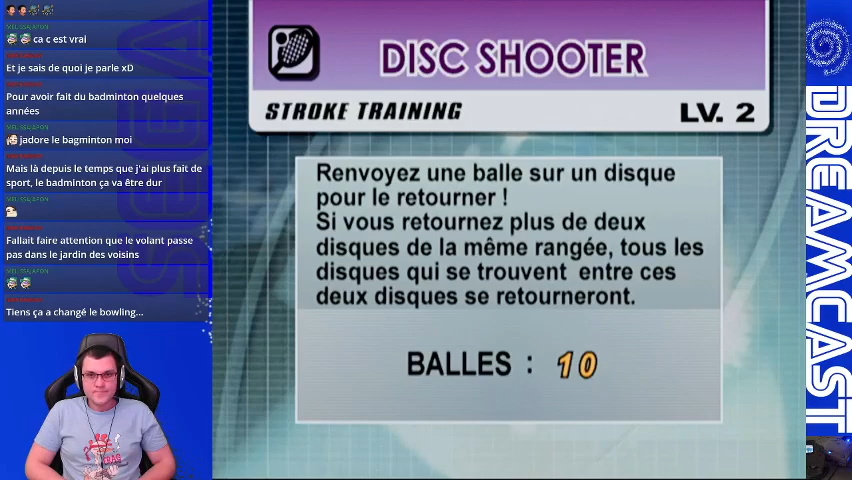 ca c est vrai
Et je sais de quoi je parle xD
Pour avoir fait du badminton quelques
années
jadore le bagminton moi
Mais là depuis le temps que j'ai plus fait de
sport, le badminton ça va être dur
Fallait faire attention que le volant passe
pas dans le jardin des voisins
Tiens ça a changé le bowling...
SEGA
DISC SHOOTER
STROKE TRAINING
LV. 2
Renvoyez une balle sur un disque
pour le retourner !
Si vous retournez plus de deux
disques de la même rangée, tous les
disques qui se trouvent entre ces
deux disques se retourneront.
BALLES : 10
DREAMCAST